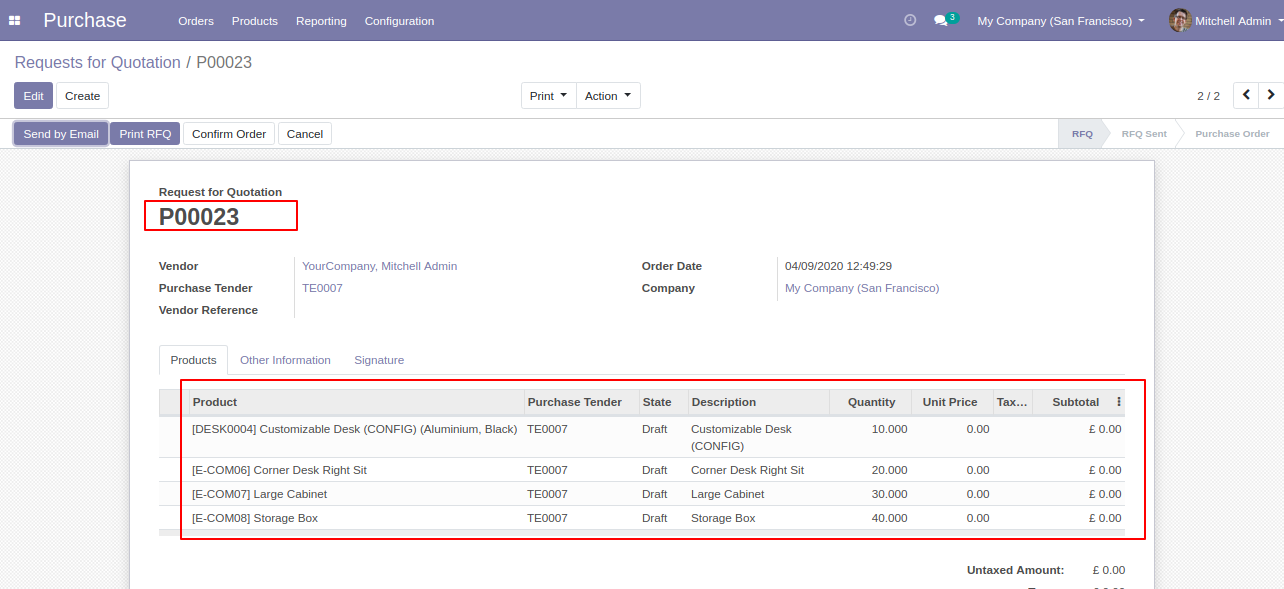 Purchase Orders Products Reporting Configuration 3 My Company (San Francisco) Mitchell Admin
Requests for Quotation / P00023
Edit Create Print Action 2 / 2
Send by Email Print RFQ Confirm Order Cancel RFQ RFQ Sent Purchase Order
Request for Quotation
P00023
Vendor YourCompany, Mitchell Admin Order Date 04/09/2020 12:49:29
Purchase Tender TE0007 Company My Company (San Francisco)
Vendor Reference
Products Other Information Signature
Product Purchase Tender State Description Quantity Unit Price Tax... Subtotal
[DESK0004] Customizable Desk (CONFIG) (Aluminium, Black) TE0007 Draft Customizable Desk 10.000 0.00 £ 0.00
(CONFIG)
[E-COM06] Corner Desk Right Sit TE0007 Draft Corner Desk Right Sit 20.000 0.00 £ 0.00
[E-COM07] Large Cabinet TE0007 Draft Large Cabinet 30.000 0.00 £ 0.00
[E-COM08] Storage Box TE0007 Draft Storage Box 40.000 0.00 £ 0.00
Untaxed Amount: £ 0.00